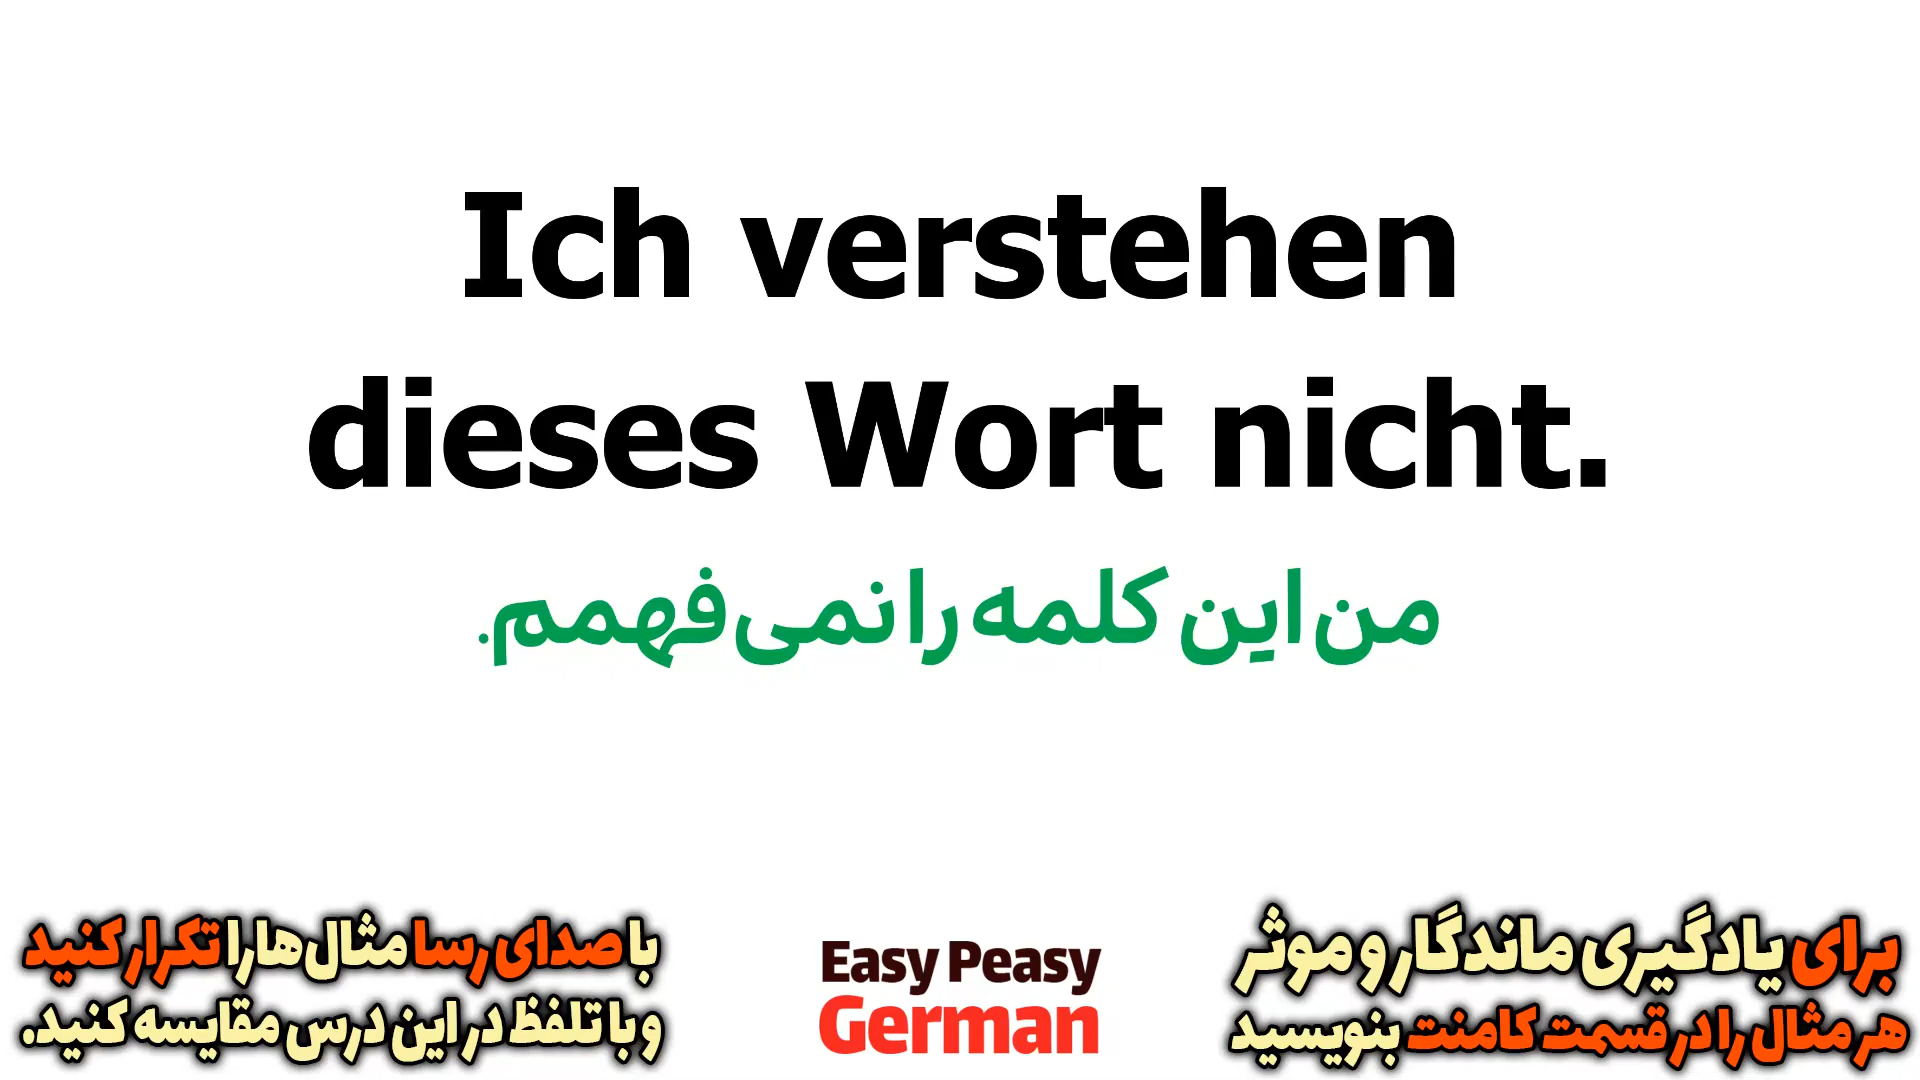 Ich verstehen
dieses Wort nicht.
من این کلمه را نمی‌فهمم.
برای یادگیری ماندگار و موثر
هر مثال را در قسمت کامنت بنویسید
Easy Peasy
German
با صدای رسا مثال‌ها را تکرار کنید
و با تلفظ در این درس مقایسه کنید.